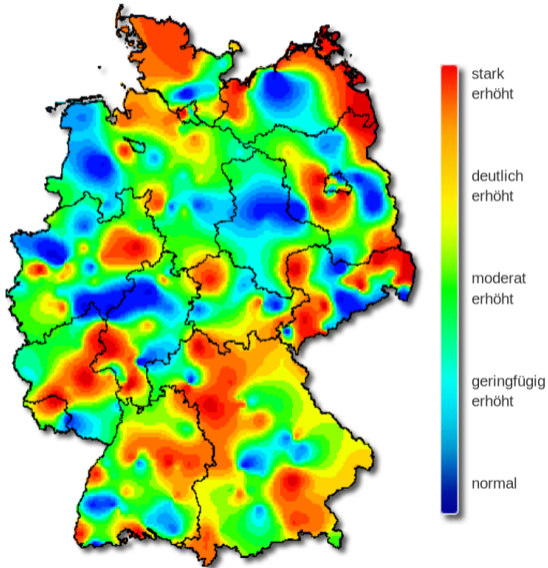 stark
erhöht
deutlich
erhöht
moderat
erhöht
geringfügig
erhöht
normal